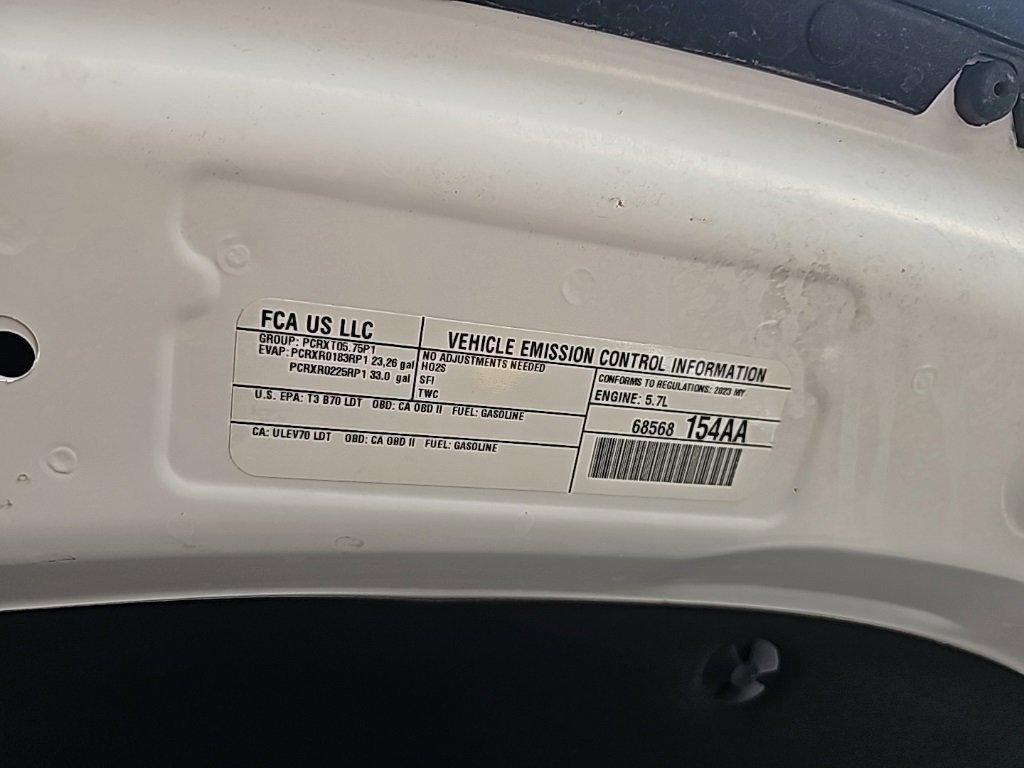 FCA US LLC
GROUP: PCRXT05.75P1
EVAP: PCRXR0183RP1 23,26 gal
PCRXR0225RP1 33.0 gal
VEHICLE EMISSION CONTROL INFORMATION
NO ADJUSTMENTS NEEDED
HO2S
SFI
TWC
CONFORMS TO REGULATIONS: 2023 MY
ENGINE: 5.7L
U.S. EPA: T3 B70 LDT OBD: CA OBD II FUEL: GASOLINE
CA: ULEV70 LDT OBD: CA OBD II FUEL: GASOLINE
68568 154AA